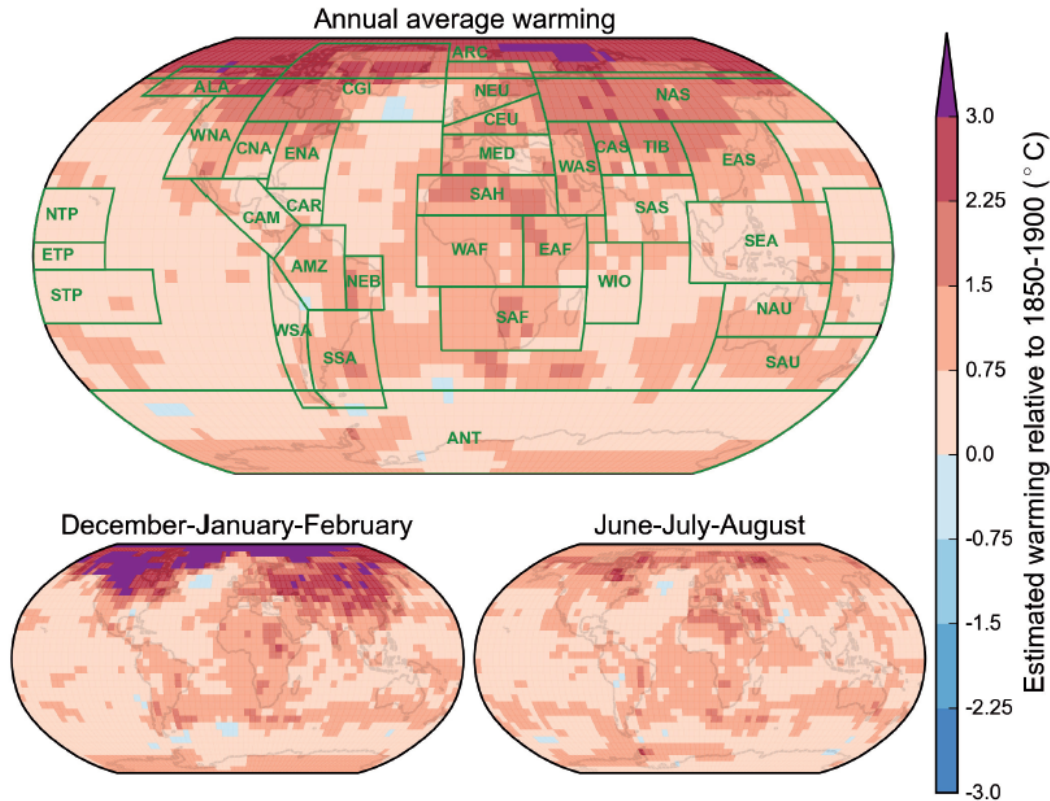 Annual average warming
ARC
ALA
CGI
NEU
NAS
CEU
WNA
CNA
ENA
MED
WAS
CAS
TIB
EAS
SAH
SAS
NTP
CAM
CAR
ETP
WAF
EAF
SEA
STP
AMZ
NEB
WIO
NAU
WSA
SAF
SSA
SAU
ANT
December-January-February
June-July-August
3.0
2.25
1.5
0.75
0.0
-0.75
-1.5
-2.25
-3.0
Estimated warming relative to 1850-1900 (°C)